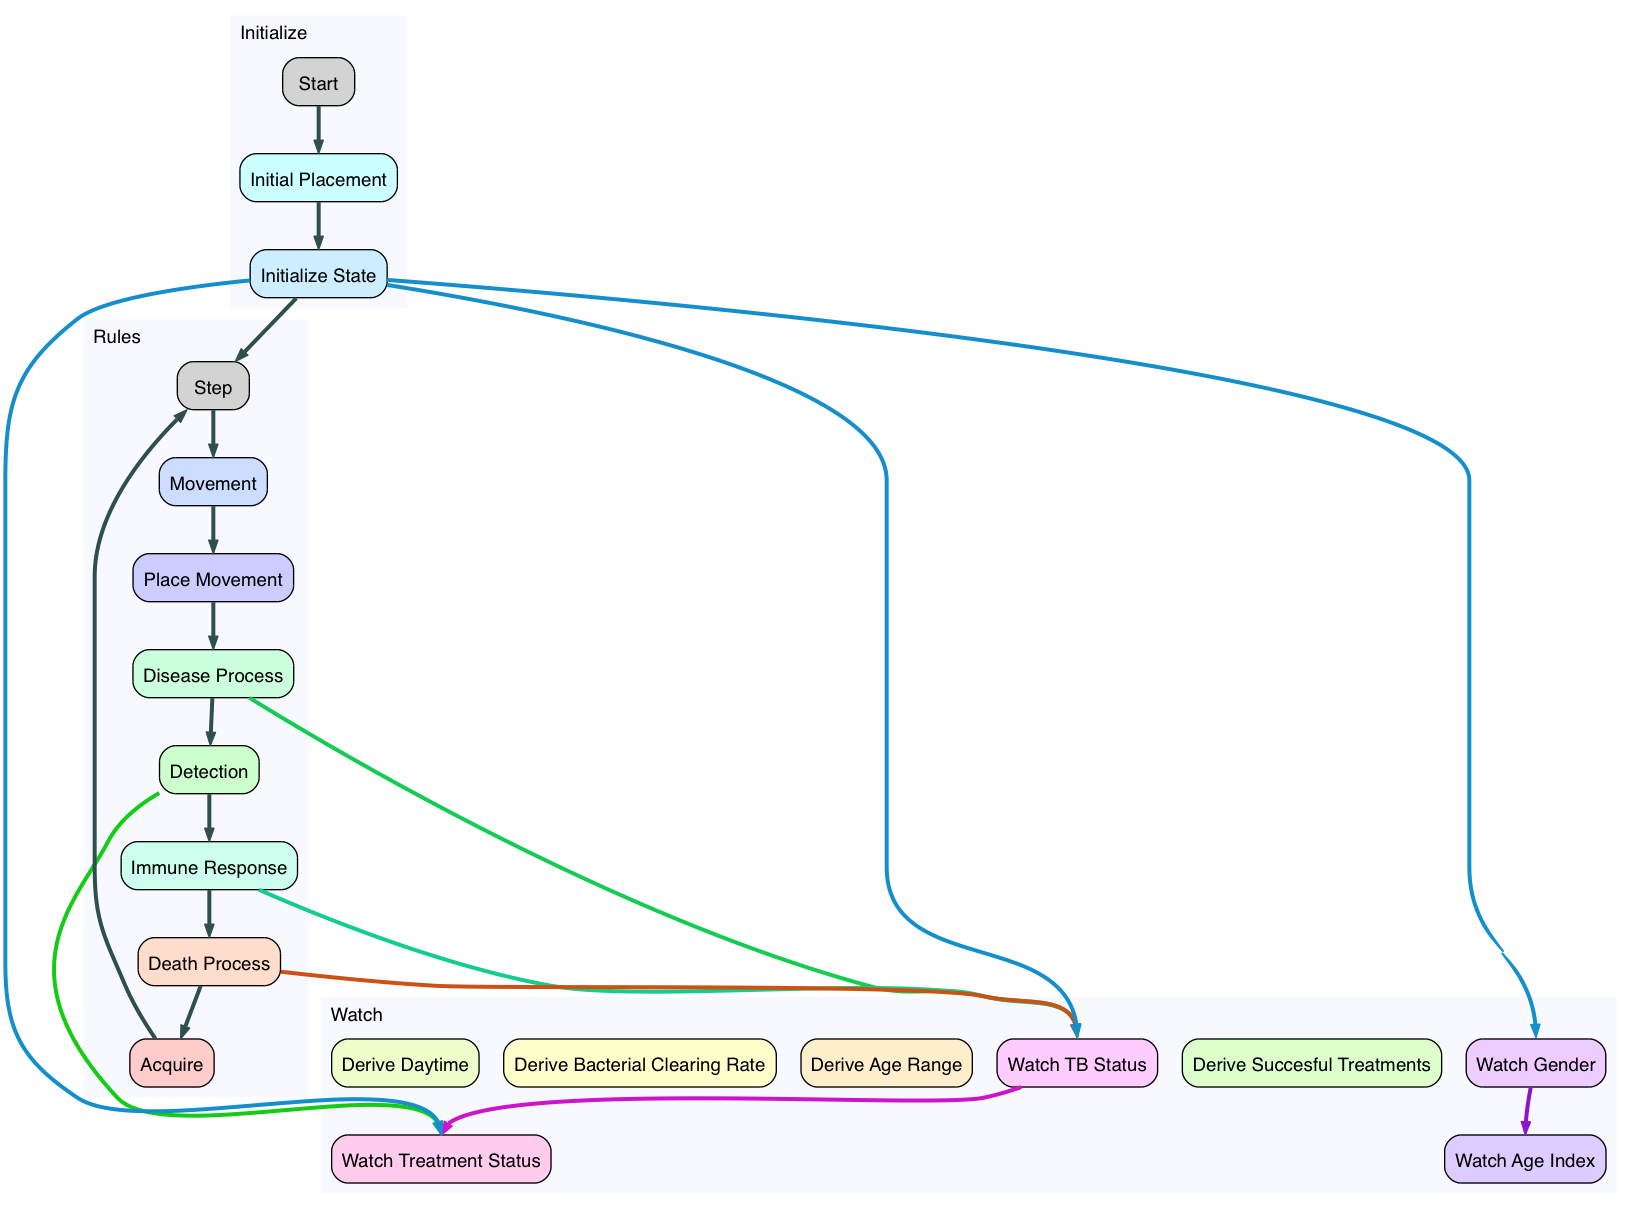 Initialize
Start
Initial Placement
Initialize State
Rules
Step
Movement
Place Movement
Disease Process
Detection
Immune Response
Death Process
Acquire
Watch
Derive Daytime
Derive Bacterial Clearing Rate
Derive Age Range
Watch TB Status
Derive Succesful Treatments
Watch Gender
Watch Treatment Status
Watch Age Index